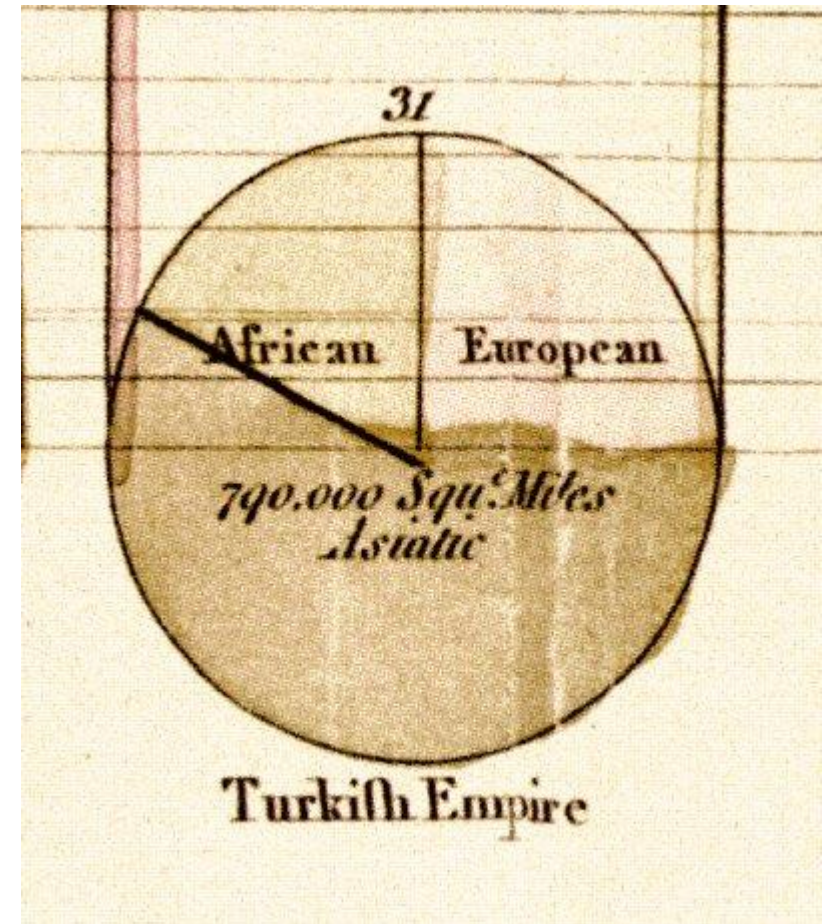 31
African European
790.000 Squ. Miles
Asiatic
Turkiſh Empire